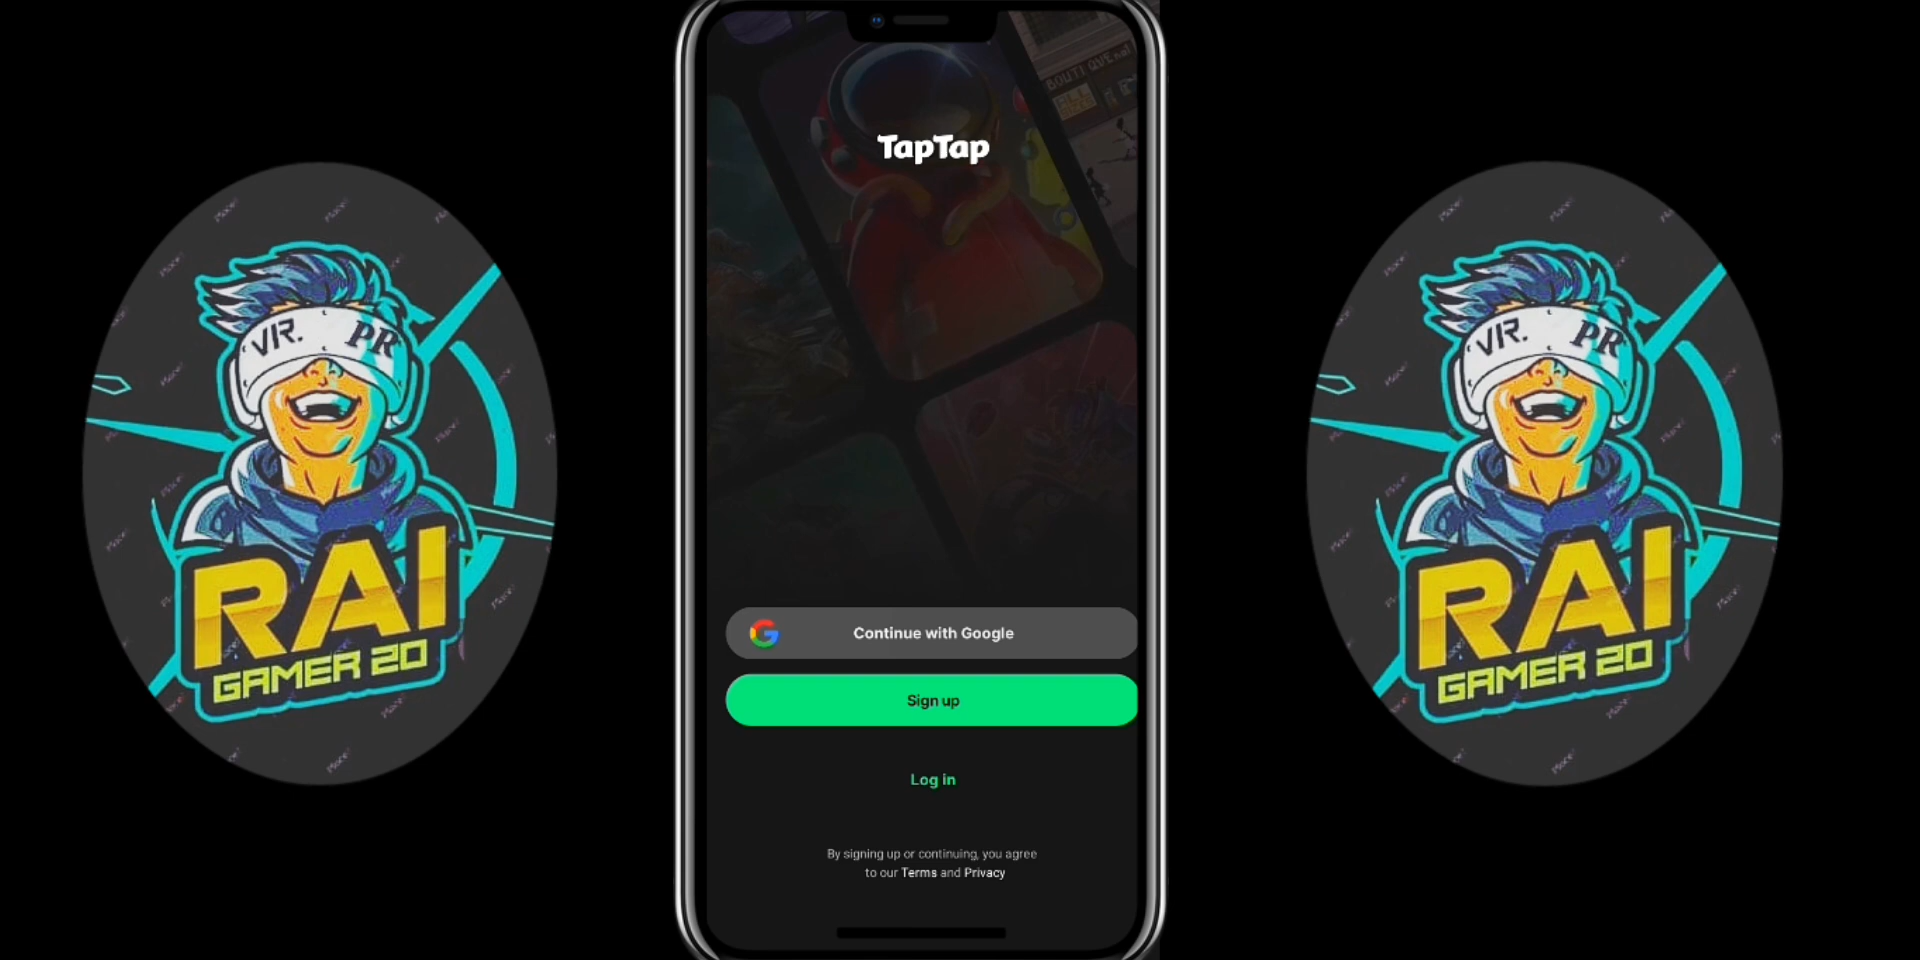 BOUTIQUE
TapTap
VR. PR
RAI
GAMER 20
Continue with Google
Sign up
Log in
By signing up or continuing, you agree
to our Terms and Privacy
VR. PR
RAI
GAMER 20